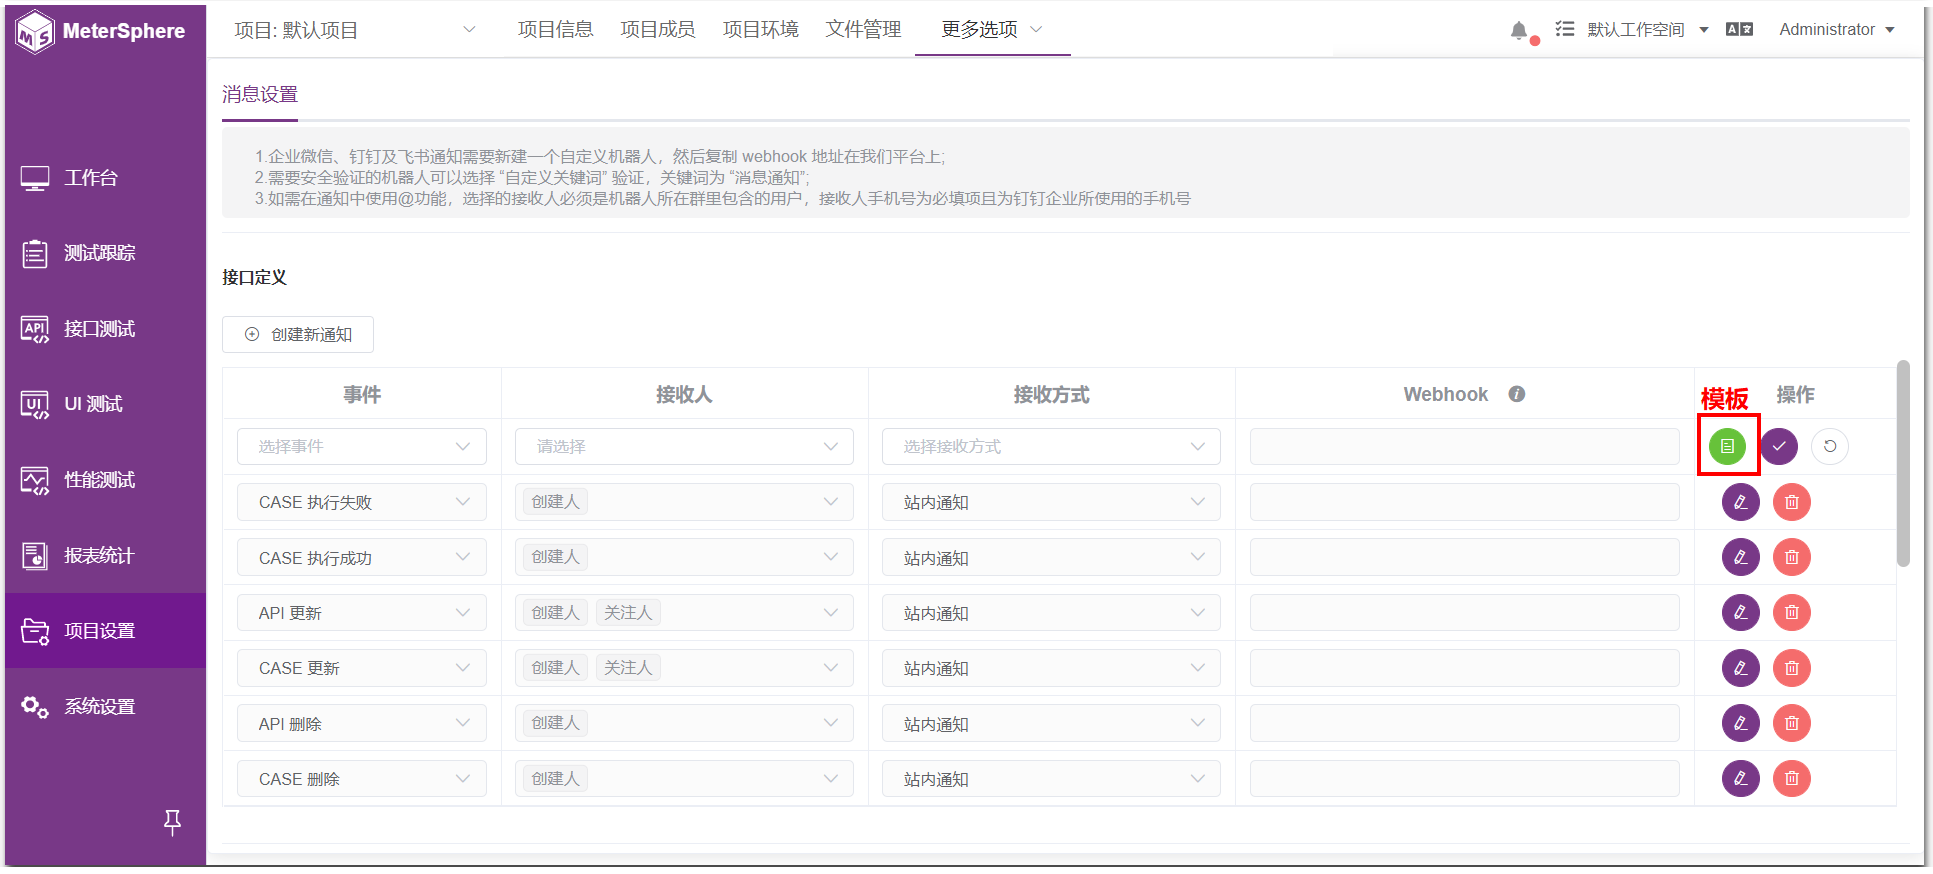 MeterSphere
项目: 默认项目
项目信息
项目成员
项目环境
文件管理
更多选项
默认工作空间
Administrator
工作台
测试跟踪
接口测试
UI 测试
性能测试
报表统计
项目设置
系统设置
消息设置
1.企业微信、钉钉及飞书通知需要新建一个自定义机器人，然后复制 webhook 地址在我们平台上;
2.需要安全验证的机器人可以选择 “自定义关键词” 验证，关键词为 “消息通知”;
3.如需在通知中使用@功能，选择的接收人必须是机器人所在群里包含的用户，接收人手机号为必填项目为钉钉企业所使用的手机号
接口定义
创建新通知
事件 接收人 接收方式 Webhook 模板 操作
选择事件 请选择 选择接收方式
CASE 执行失败 创建人 站内通知
CASE 执行成功 创建人 站内通知
API 更新 创建人 关注人 站内通知
CASE 更新 创建人 关注人 站内通知
API 删除 创建人 站内通知
CASE 删除 创建人 站内通知